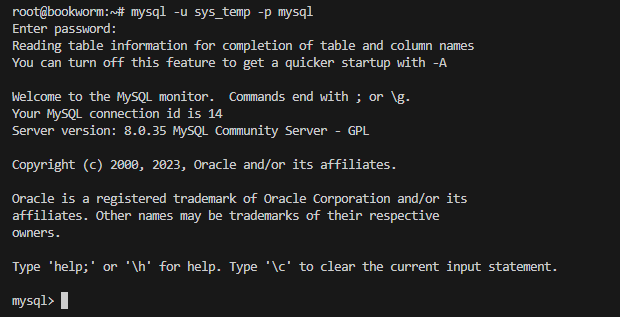 root@bookworm:~# mysql -u sys_temp -p mysql
Enter password:
Reading table information for completion of table and column names
You can turn off this feature to get a quicker startup with -A
Welcome to the MySQL monitor.  Commands end with ; or \g.
Your MySQL connection id is 14
Server version: 8.0.35 MySQL Community Server - GPL
Copyright (c) 2000, 2023, Oracle and/or its affiliates.
Oracle is a registered trademark of Oracle Corporation and/or its
affiliates. Other names may be trademarks of their respective
owners.
Type 'help;' or '\h' for help. Type '\c' to clear the current input statement.
mysql>